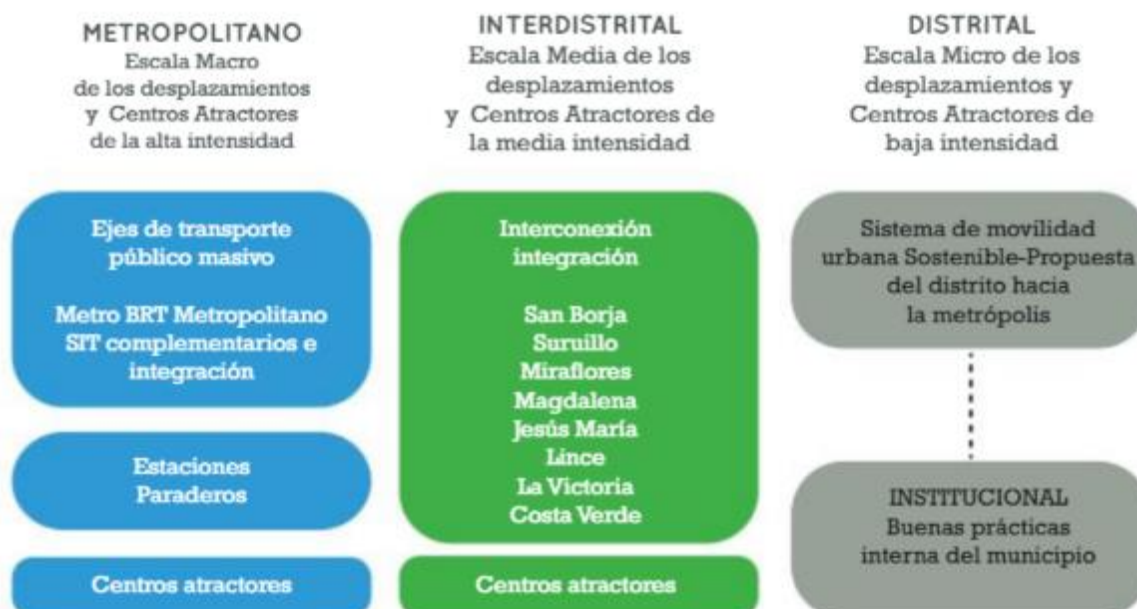 METROPOLITANO
Escala Macro
de los desplazamientos
y Centros Atractores
de la alta intensidad
Ejes de transporte
público masivo
Metro BRT Metropolitano
SIT complementarios e
integración
Estaciones
Paraderos
Centros atractores
INTERDISTRITAL
Escala Media de los
desplazamientos
y Centros Atractores de
la media intensidad
Interconexión
integración
San Borja
Suruillo
Miraflores
Magdalena
Jesús María
Lince
La Victoria
Costa Verde
Centros atractores
DISTRITAL
Escala Micro de los
desplazamientos y
Centros Atractores de
baja intensidad
Sistema de movilidad
urbana Sostenible-Propuesta
del distrito hacia
la metrópolis
INSTITUCIONAL
Buenas prácticas
interna del municipio